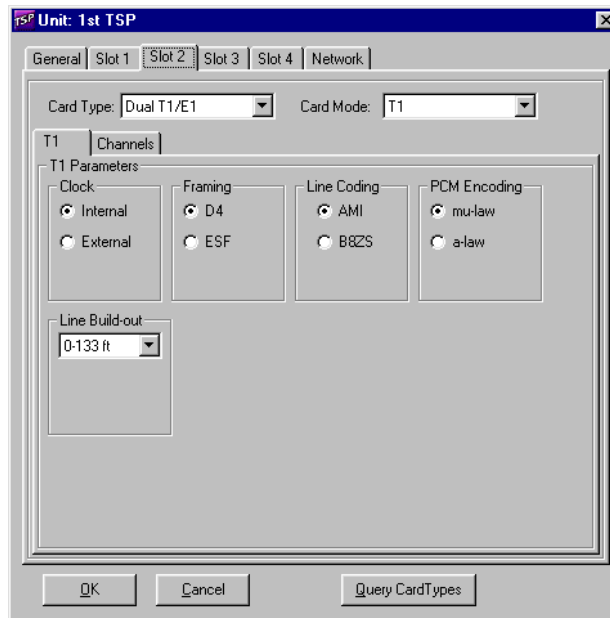 TSP Unit: 1st TSP
General Slot 1 Slot 2 Slot 3 Slot 4 Network
Card Type: Dual T1/E1 Card Mode: T1
T1 Channels
T1 Parameters
Clock Framing Line Coding PCM Encoding
Internal D4 AMI mu-law
External ESF B8ZS a-law
Line Build-out
0-133 ft
OK Cancel Query CardTypes